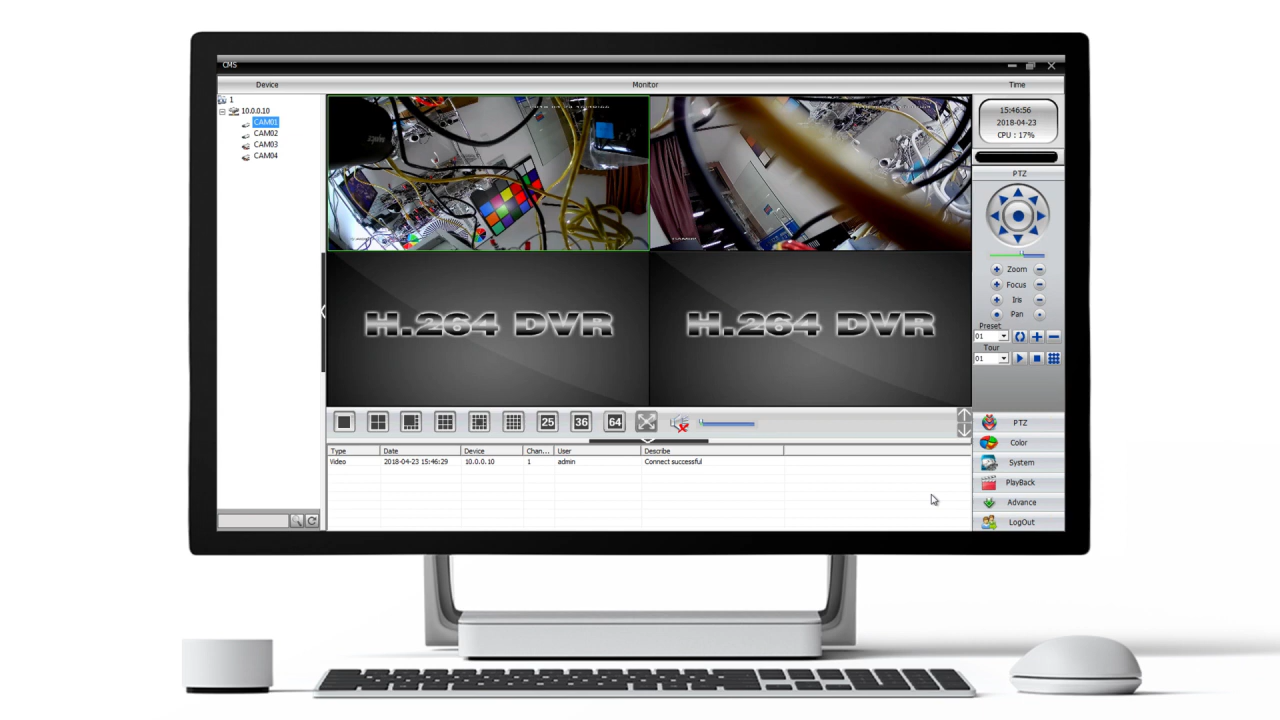 CMS
Device
Monitor
Time
1
10.0.0.10
CAM01
CAM02
CAM03
CAM04
H.264 DVR
H.264 DVR
15:46:56
2018-04-23
CPU : 17%
PTZ
Zoom
Focus
Iris
Pan
Preset
01
Tour
01
25
36
64
Type Date Device Chan... User Describe
Video 2018-04-23 15:46:29 10.0.0.10 1 admin Connect successful
PTZ
Color
System
PlayBack
Advance
LogOut